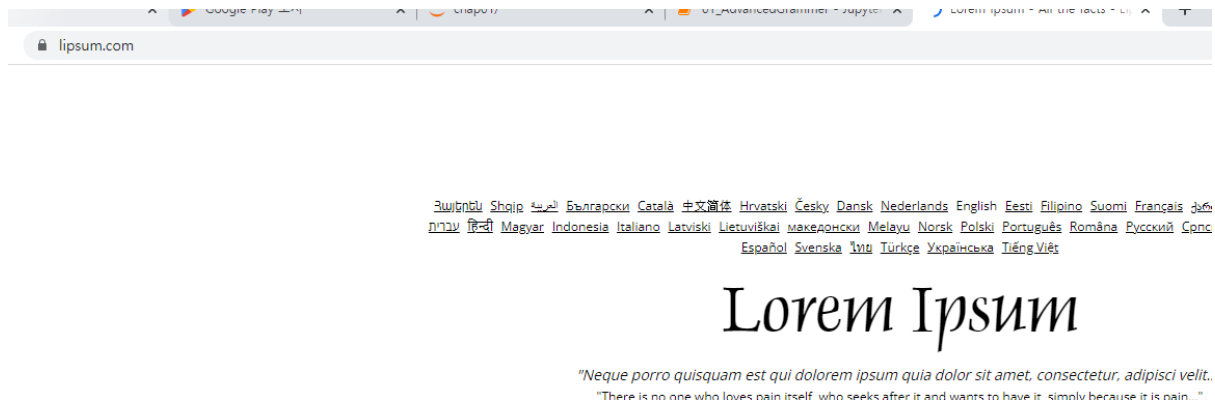 Google Play
chap01/
01_AdvancedGrammer - Jupyter
Lorem Ipsum - All the facts - Li
lipsum.com
Հայերեն Shqip العربية Български Català 中文简体 Hrvatski Česky Dansk Nederlands English Eesti Filipino Suomi Français
עברית हिन्दी Magyar Indonesia Italiano Latviski Lietuviškai македонски Melayu Norsk Polski Português Româna Русский
Español Svenska ไทย Türkçe Українська Tiếng Việt
Lorem Ipsum
"Neque porro quisquam est qui dolorem ipsum quia dolor sit amet, consectetur, adipisci velit..
"There is no one who loves pain itself, who seeks after it and wants to have it, simply because it is pain..."